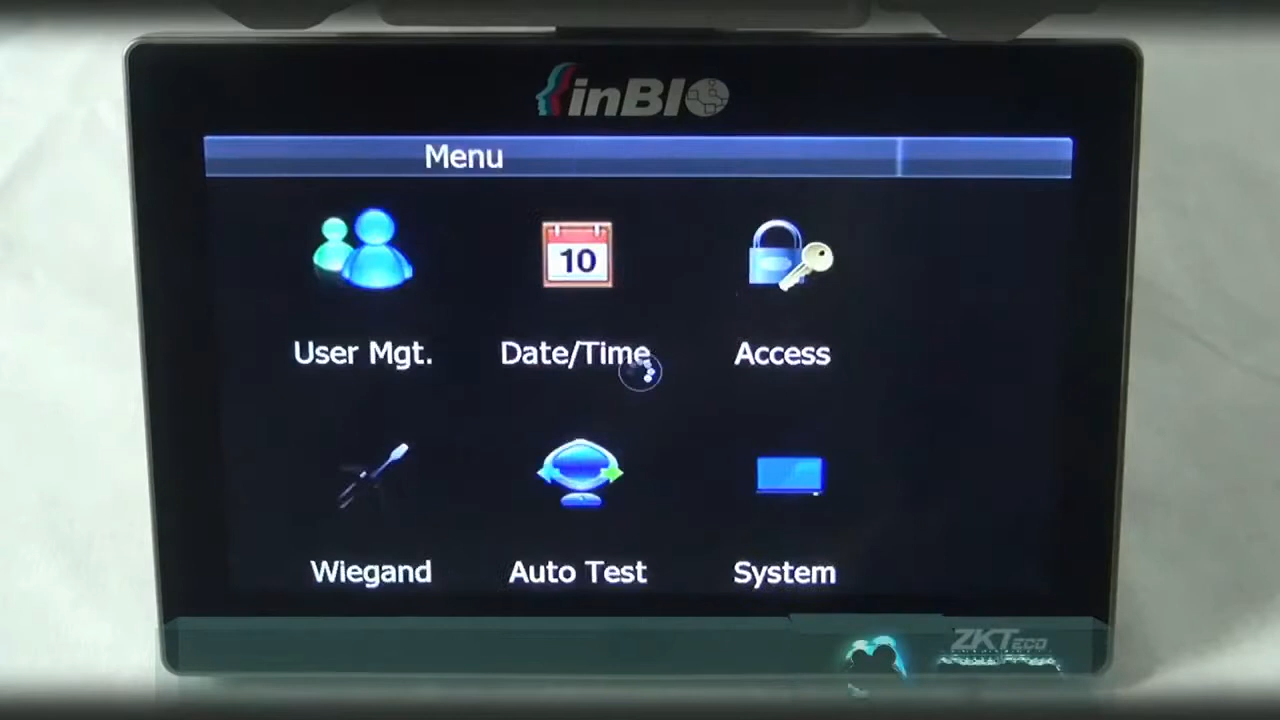 inBIO
Menu
10
User Mgt. Date/Time Access
Wiegand Auto Test System
ZKTECO